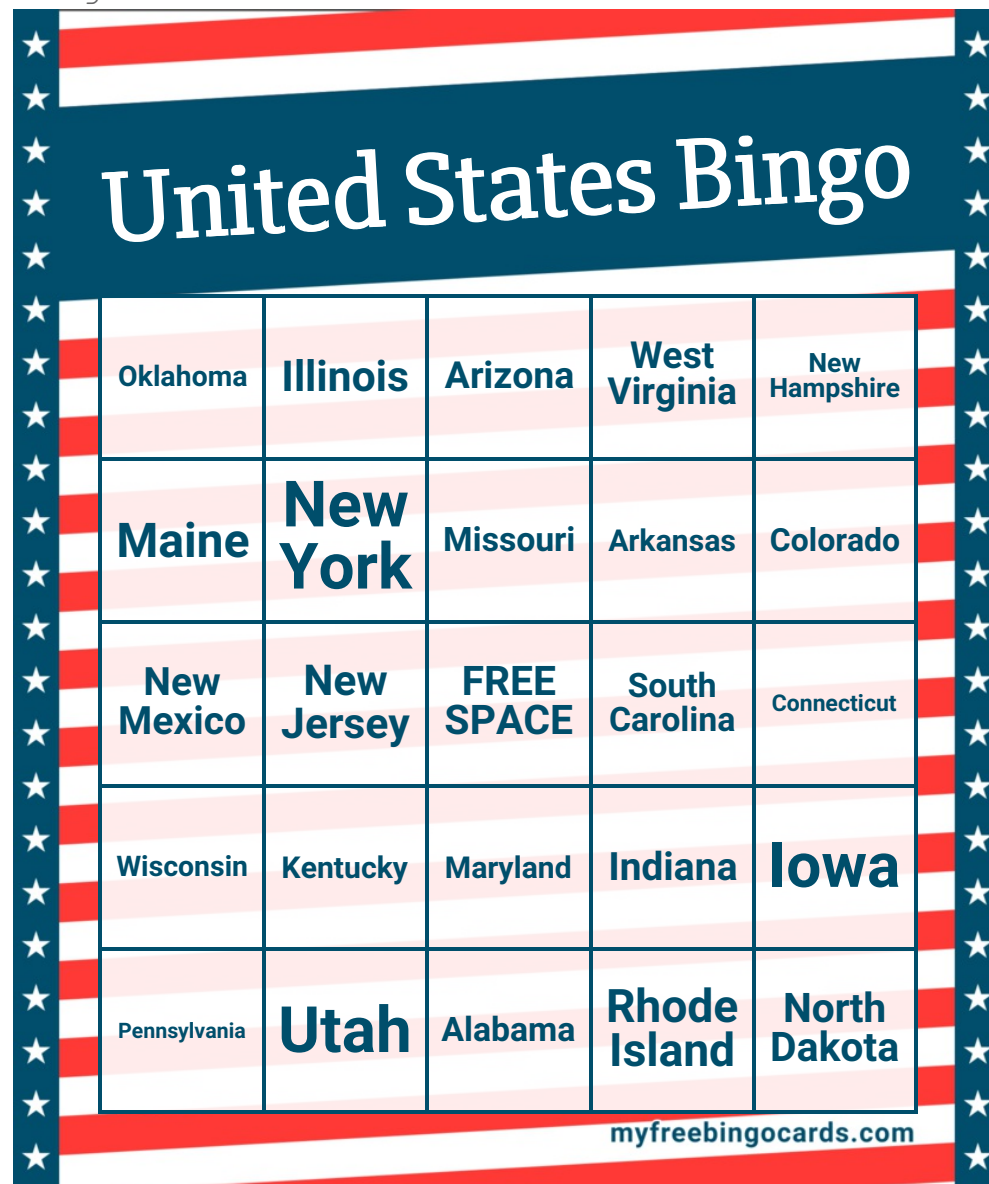 United States Bingo
Oklahoma
Illinois
Arizona
West
Virginia
New
Hampshire
Maine
New
York
Missouri
Arkansas
Colorado
New
Mexico
New
Jersey
FREE
SPACE
South
Carolina
Connecticut
Wisconsin
Kentucky
Maryland
Indiana
Iowa
Pennsylvania
Utah
Alabama
Rhode
Island
North
Dakota
myfreebingocards.com